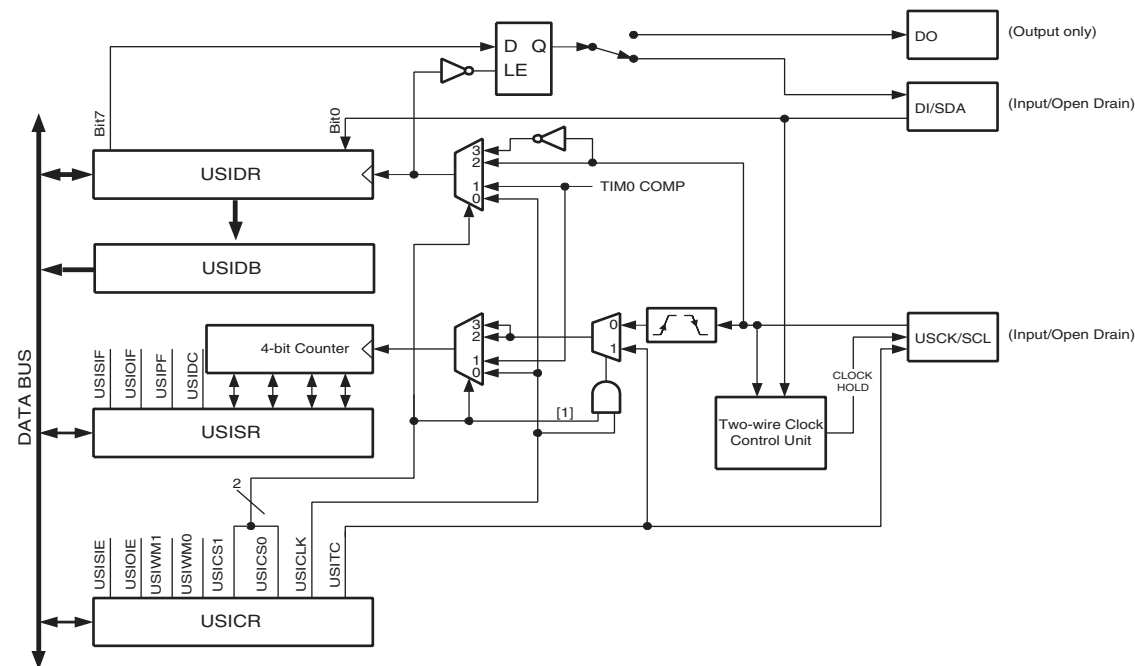 DO (Output only)
D Q
LE
DI/SDA (Input/Open Drain)
Bit7
Bit0
3
2
1
0
USIDR
TIM0 COMP
USIDB
3
2
1
0
0
1
4-bit Counter
USCK/SCL (Input/Open Drain)
DATA BUS
USISIF
USIOIF
USIPF
USIDC
CLOCK
HOLD
[1]
USISR
Two-wire Clock
Control Unit
2
USISIE
USIOIE
USIWM1
USIWM0
USICS1
USICS0
USICLK
USITC
USICR